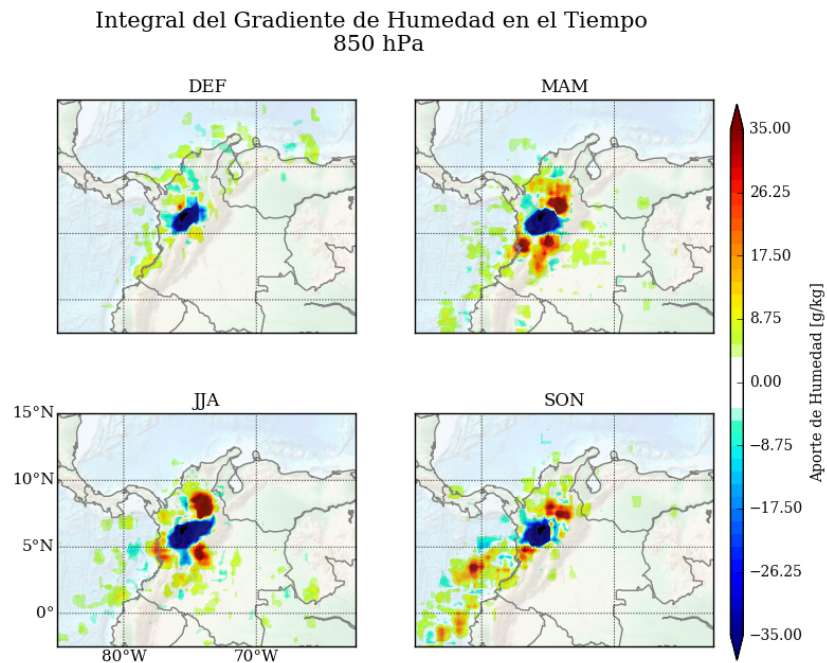 Integral del Gradiente de Humedad en el Tiempo
850 hPa
DEF
MAM
JJA
SON
15°N
10°N
5°N
0°
80°W
70°W
35.00
26.25
17.50
8.75
0.00
−8.75
−17.50
−26.25
−35.00
Aporte de Humedad [g/kg]